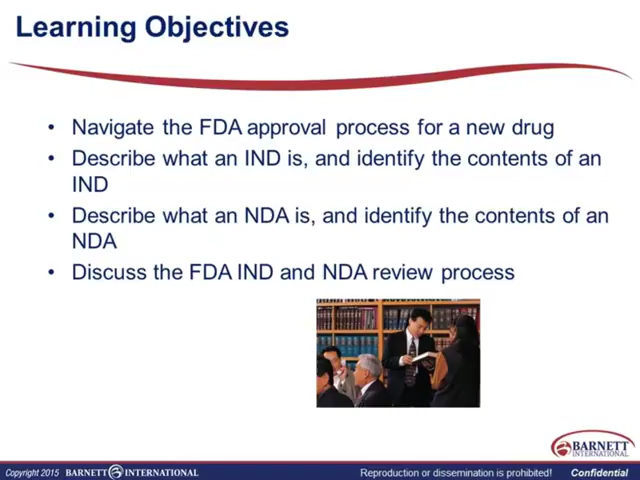 Learning Objectives
• Navigate the FDA approval process for a new drug
• Describe what an IND is, and identify the contents of an
IND
• Describe what an NDA is, and identify the contents of an
NDA
• Discuss the FDA IND and NDA review process
BARNETT
INTERNATIONAL
Copyright 2015 BARNETT INTERNATIONAL Reproduction or dissemination is prohibited! Confidential